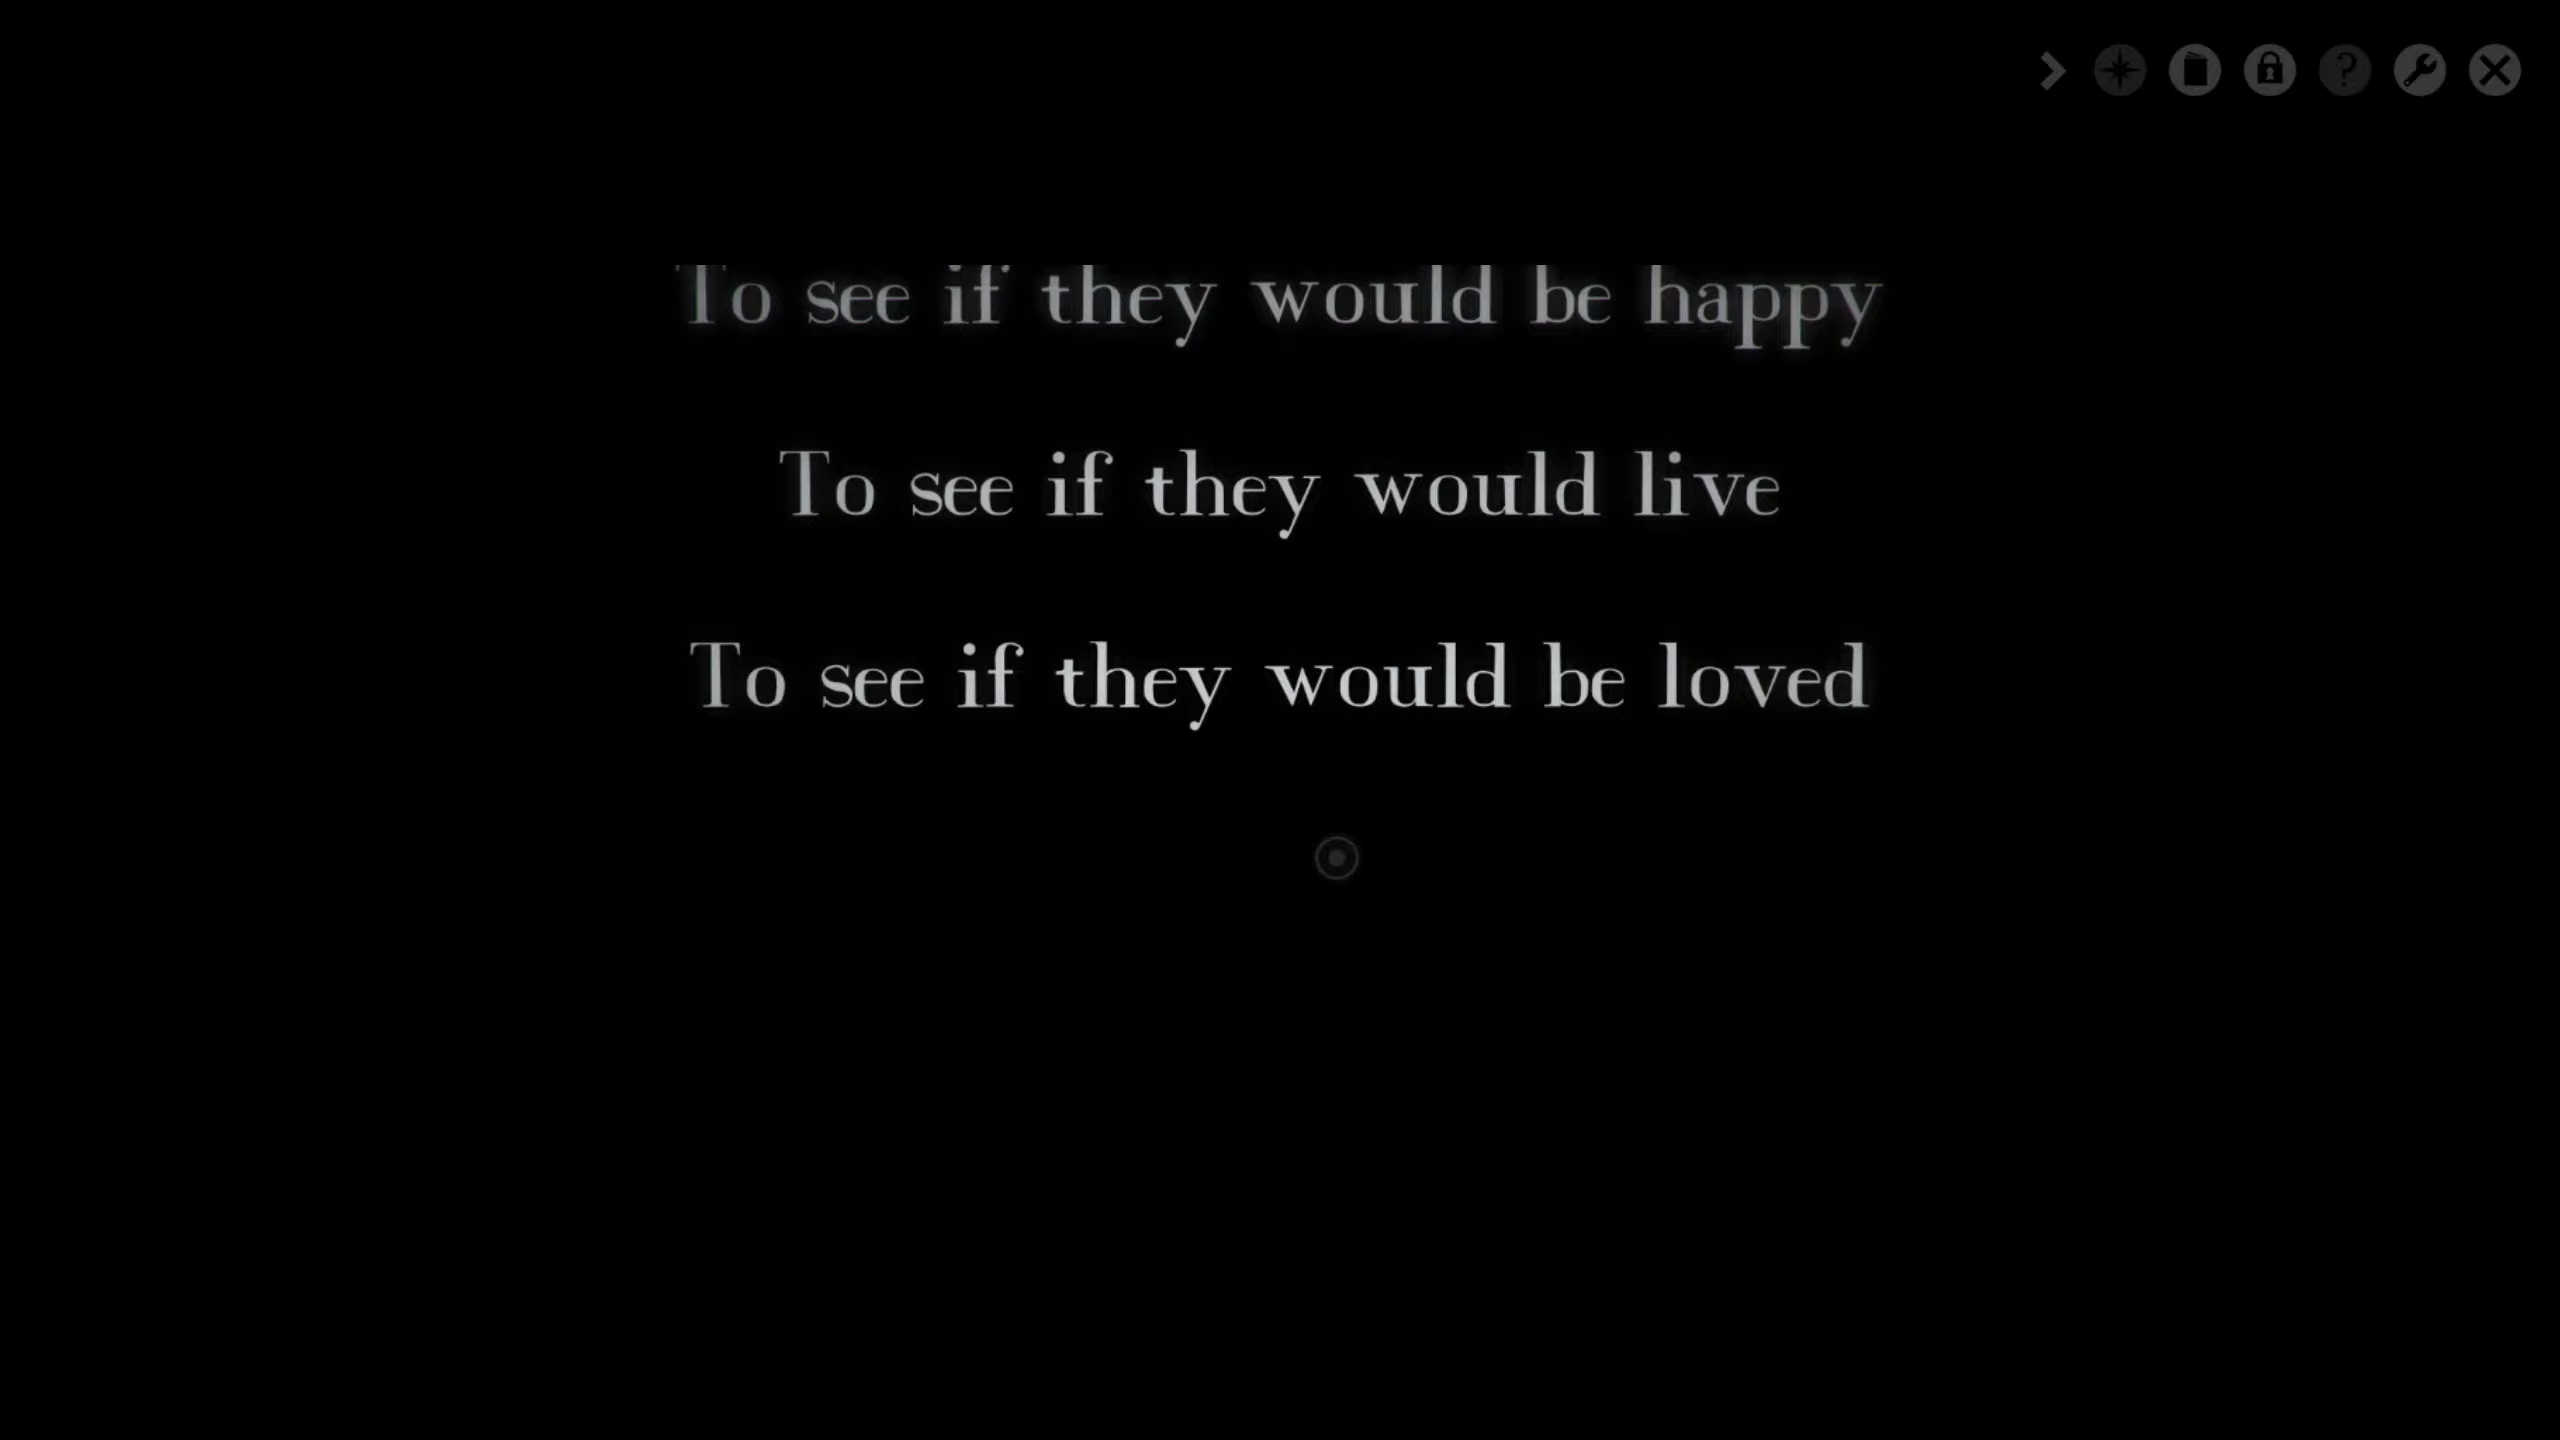 To see if they would be happy
To see if they would live
To see if they would be loved